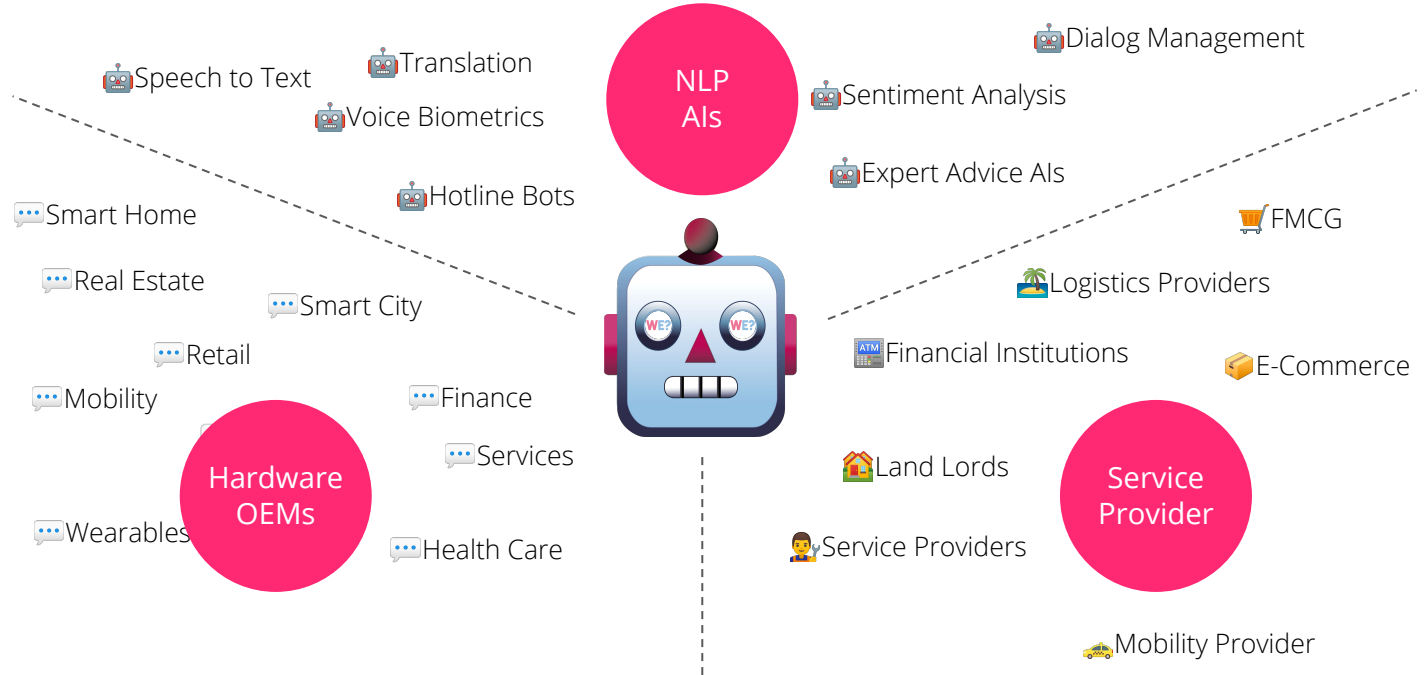 Dialog Management
Translation
Speech to Text
NLP
AIs
Sentiment Analysis
Voice Biometrics
Expert Advice AIs
Hotline Bots
Smart Home
FMCG
Real Estate
Logistics Providers
Smart City
WE?
WE?
Retail
Financial Institutions
ATM
E-Commerce
Mobility
Finance
Services
Land Lords
Hardware
OEMs
Service
Provider
Wearables
Health Care
Service Providers
Mobility Provider